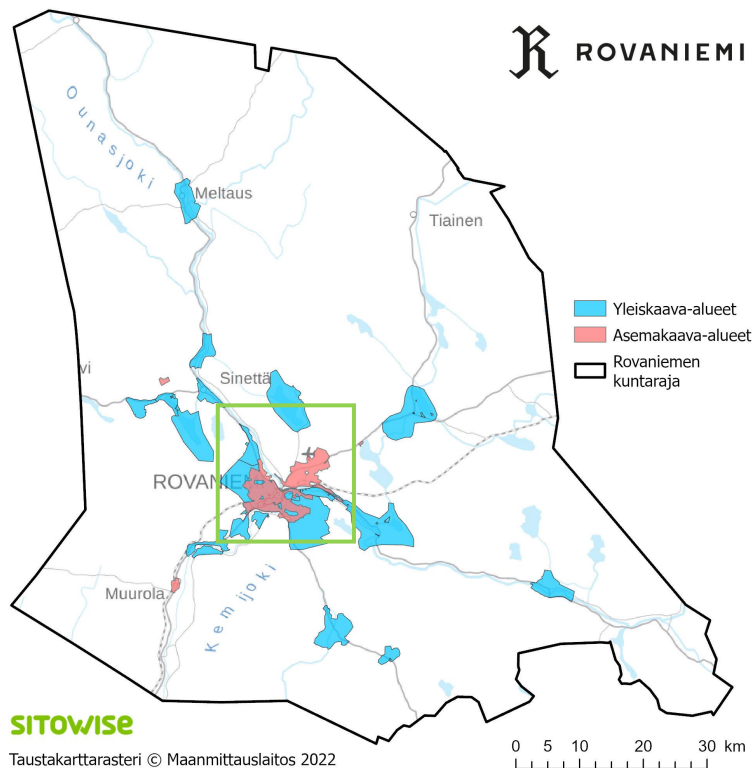 R ROVANIEMI
Ounasjoki
Meltaus
Tiainen
Yleiskaava-alueet
Asemakaava-alueet
Rovaniemen
kuntaraja
vi
Sinettä
ROVANIEMI
Muurola
Kemijoki
sitowise
Taustakarttarasteri © Maanmittauslaitos 2022
0 5 10 20 30 km